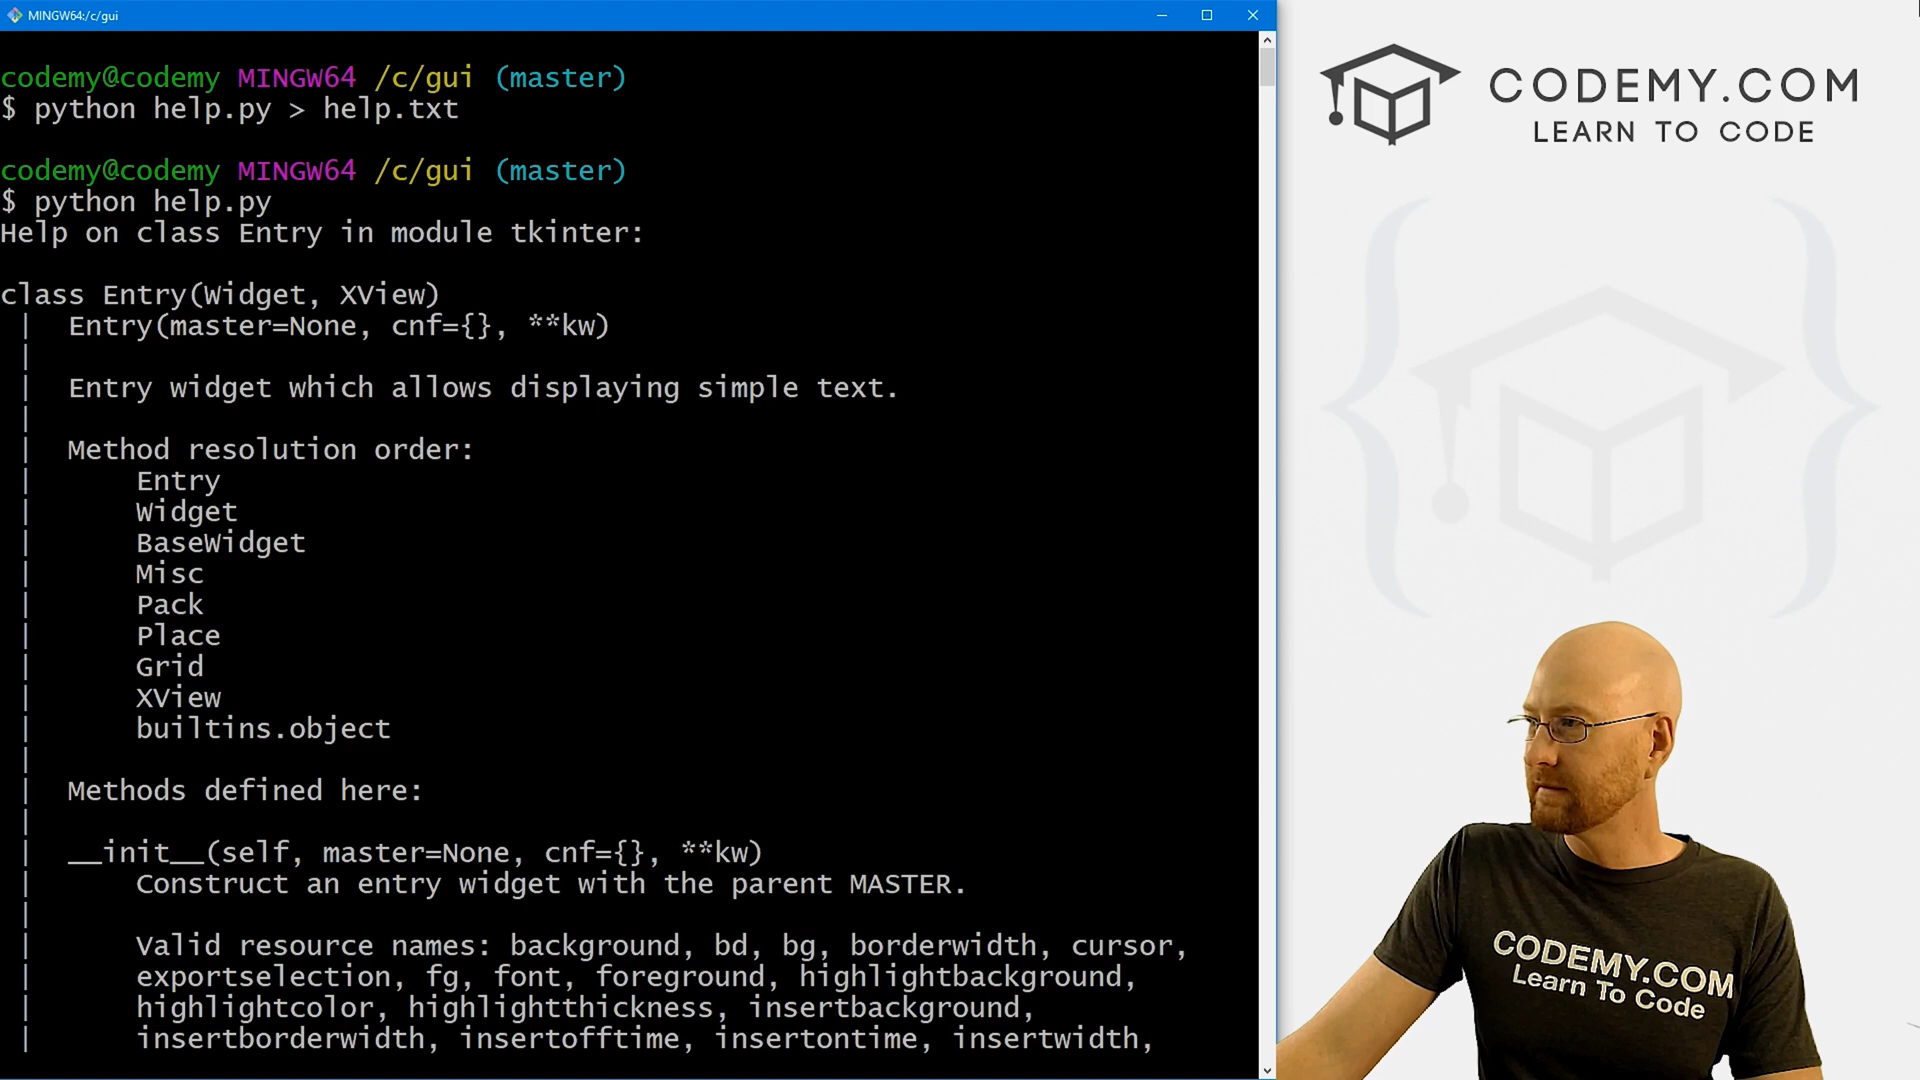 MINGW64:/c/gui
codemy@codemy MINGW64 /c/gui (master)
$ python help.py > help.txt
codemy@codemy MINGW64 /c/gui (master)
$ python help.py
Help on class Entry in module tkinter:
class Entry(Widget, XView)
|  Entry(master=None, cnf={}, **kw)
|
|  Entry widget which allows displaying simple text.
|
|  Method resolution order:
|      Entry
|      Widget
|      BaseWidget
|      Misc
|      Pack
|      Place
|      Grid
|      XView
|      builtins.object
|
|  Methods defined here:
|
|  __init__(self, master=None, cnf={}, **kw)
|      Construct an entry widget with the parent MASTER.
|
|      Valid resource names: background, bd, bg, borderwidth, cursor,
|      exportselection, fg, font, foreground, highlightbackground,
|      highlightcolor, highlightthickness, insertbackground,
|      insertborderwidth, insertofftime, insertontime, insertwidth,
CODEMY.COM
LEARN TO CODE
CODEMY.COM
Learn To Code